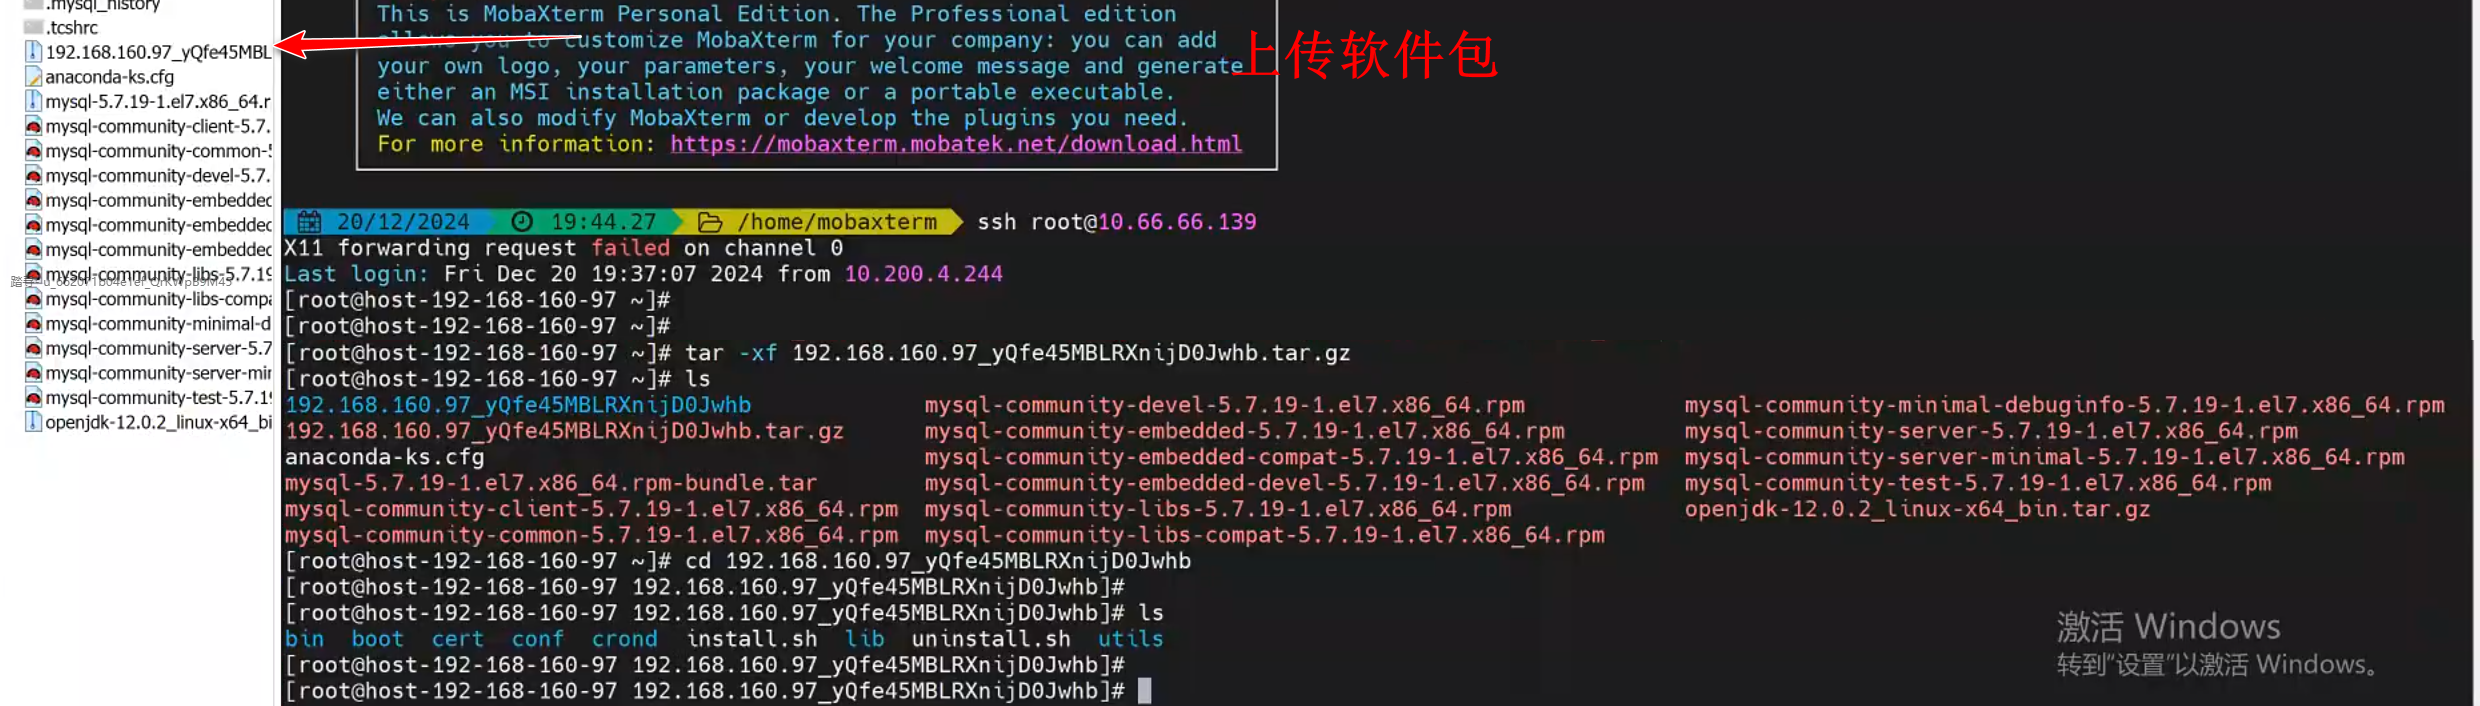 .mysql_history
.tcshrc
192.168.160.97_yQfe45MBL
anaconda-ks.cfg
mysql-5.7.19-1.el7.x86_64.r
mysql-community-client-5.7.
mysql-community-common-5
mysql-community-devel-5.7.
mysql-community-embedded
mysql-community-embedded
mysql-community-embedded
mysql-community-libs-5.7.19
mysql-community-libs-compa
mysql-community-minimal-d
mysql-community-server-5.7
mysql-community-server-min
mysql-community-test-5.7.19
openjdk-12.0.2_linux-x64_bi
This is MobaXterm Personal Edition. The Professional edition
allows you to customize MobaXterm for your company: you can add
your own logo, your parameters, your welcome message and generate
either an MSI installation package or a portable executable.
We can also modify MobaXterm or develop the plugins you need.
For more information: https://mobaxterm.mobatek.net/download.html
上传软件包
20/12/2024 19:44.27 /home/mobaxterm ssh root@10.66.66.139
X11 forwarding request failed on channel 0
Last login: Fri Dec 20 19:37:07 2024 from 10.200.4.244
[root@host-192-168-160-97 ~]#
[root@host-192-168-160-97 ~]#
[root@host-192-168-160-97 ~]# tar -xf 192.168.160.97_yQfe45MBLRXnijD0Jwhb.tar.gz
[root@host-192-168-160-97 ~]# ls
192.168.160.97_yQfe45MBLRXnijD0Jwhb mysql-community-devel-5.7.19-1.el7.x86_64.rpm mysql-community-minimal-debuginfo-5.7.19-1.el7.x86_64.rpm
192.168.160.97_yQfe45MBLRXnijD0Jwhb.tar.gz mysql-community-embedded-5.7.19-1.el7.x86_64.rpm mysql-community-server-5.7.19-1.el7.x86_64.rpm
anaconda-ks.cfg mysql-community-embedded-compat-5.7.19-1.el7.x86_64.rpm mysql-community-server-minimal-5.7.19-1.el7.x86_64.rpm
mysql-5.7.19-1.el7.x86_64.rpm-bundle.tar mysql-community-embedded-devel-5.7.19-1.el7.x86_64.rpm mysql-community-test-5.7.19-1.el7.x86_64.rpm
mysql-community-client-5.7.19-1.el7.x86_64.rpm mysql-community-libs-5.7.19-1.el7.x86_64.rpm openjdk-12.0.2_linux-x64_bin.tar.gz
mysql-community-common-5.7.19-1.el7.x86_64.rpm mysql-community-libs-compat-5.7.19-1.el7.x86_64.rpm
[root@host-192-168-160-97 ~]# cd 192.168.160.97_yQfe45MBLRXnijD0Jwhb
[root@host-192-168-160-97 192.168.160.97_yQfe45MBLRXnijD0Jwhb]#
[root@host-192-168-160-97 192.168.160.97_yQfe45MBLRXnijD0Jwhb]# ls
bin boot cert conf crond install.sh lib uninstall.sh utils
[root@host-192-168-160-97 192.168.160.97_yQfe45MBLRXnijD0Jwhb]#
[root@host-192-168-160-97 192.168.160.97_yQfe45MBLRXnijD0Jwhb]#
激活 Windows
转到"设置"以激活 Windows。